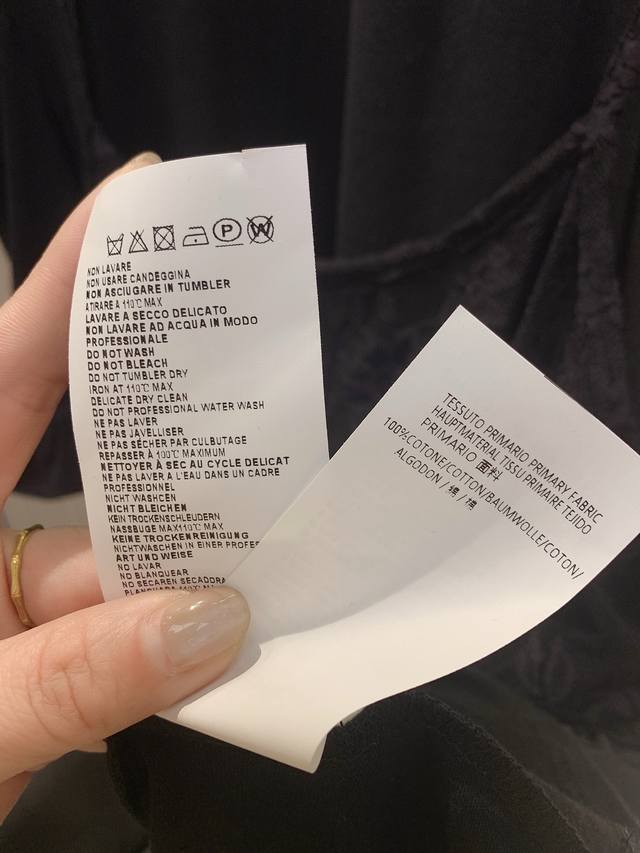 NON LAVARE
NON USARE CANDEGGINA
NON ASCIUGARE IN TUMBLER
ATIRARE A 110℃ MAX
LAVARE A SECCO DELICATO
NON LAVARE AD ACQUA IN MODO
PROFESSIONALE
DO NOT WASH
DO NOT BLEACH
DO NOT TUMBLER DRY
IRON AT 110℃ MAX
DELICATE DRY CLEAN
DO NOT PROFESSIONAL WATER WASH
NE PAS LAVER
NE PAS JAVELLISER
NE PAS SÉCHER PAR CULBUTAGE
REPASSER À 100℃ MAXIMUM
NETTOYER À SEC AU CYCLE DELICAT
NE PAS LAVER A L'EAU DANS UN CADRE
PROFESSIONNEL
NICHT WASHCEN
NICHT BLEICHEN
KEIN TROCKENSCHLEUDERN
NASSBUGE MAX110℃ MAX
KEINE TROCKENREINIGUNG
NICHTWASCHEN IN EINER
ART UND WEISE
NO LAVAR
NO BLANQUEAR
NO SECAREN SECADORA
TESSUTO PRIMARIO PRIMARY FABRIC
HAUPTMATERIAL TISSU PRIMAIRE TEJIDO
PRIMARIO 面料
100%COTONE/COTTON/BAUMWOLLE/COTON/
ALGODON / 棉 / 棉
P
W